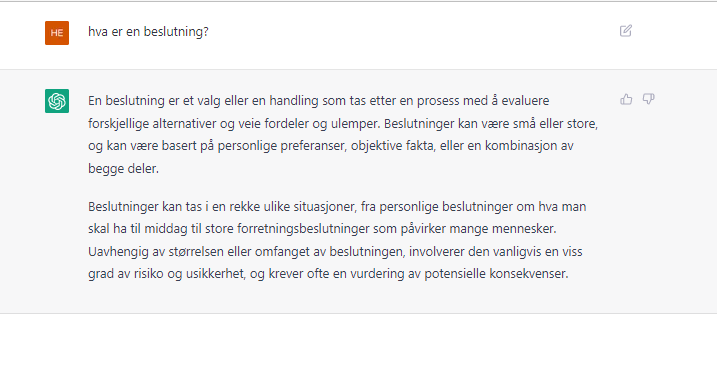 HE
hva er en beslutning?
En beslutning er et valg eller en handling som tas etter en prosess med å evaluere
forskjellige alternativer og veie fordeler og ulemper. Beslutninger kan være små eller store,
og kan være basert på personlige preferanser, objektive fakta, eller en kombinasjon av
begge deler.
Beslutninger kan tas i en rekke ulike situasjoner, fra personlige beslutninger om hva man
skal ha til middag til store forretningsbeslutninger som påvirker mange mennesker.
Uavhengig av størrelsen eller omfanget av beslutningen, involverer den vanligvis en viss
grad av risiko og usikkerhet, og krever ofte en vurdering av potensielle konsekvenser.